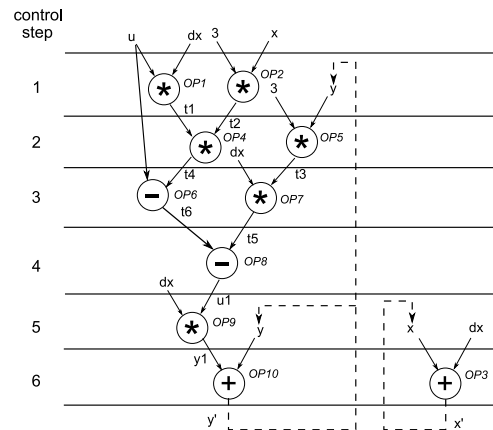 control
step
u dx 3 x
1 * OP1 * OP2 3 y
t1 t2
2 * OP4 * OP5
dx
t4 t3
3 - OP6 * OP7
t6
t5
4 - OP8
dx u1
5 * OP9 y x dx
y1
6 + OP10 + OP3
y' x'